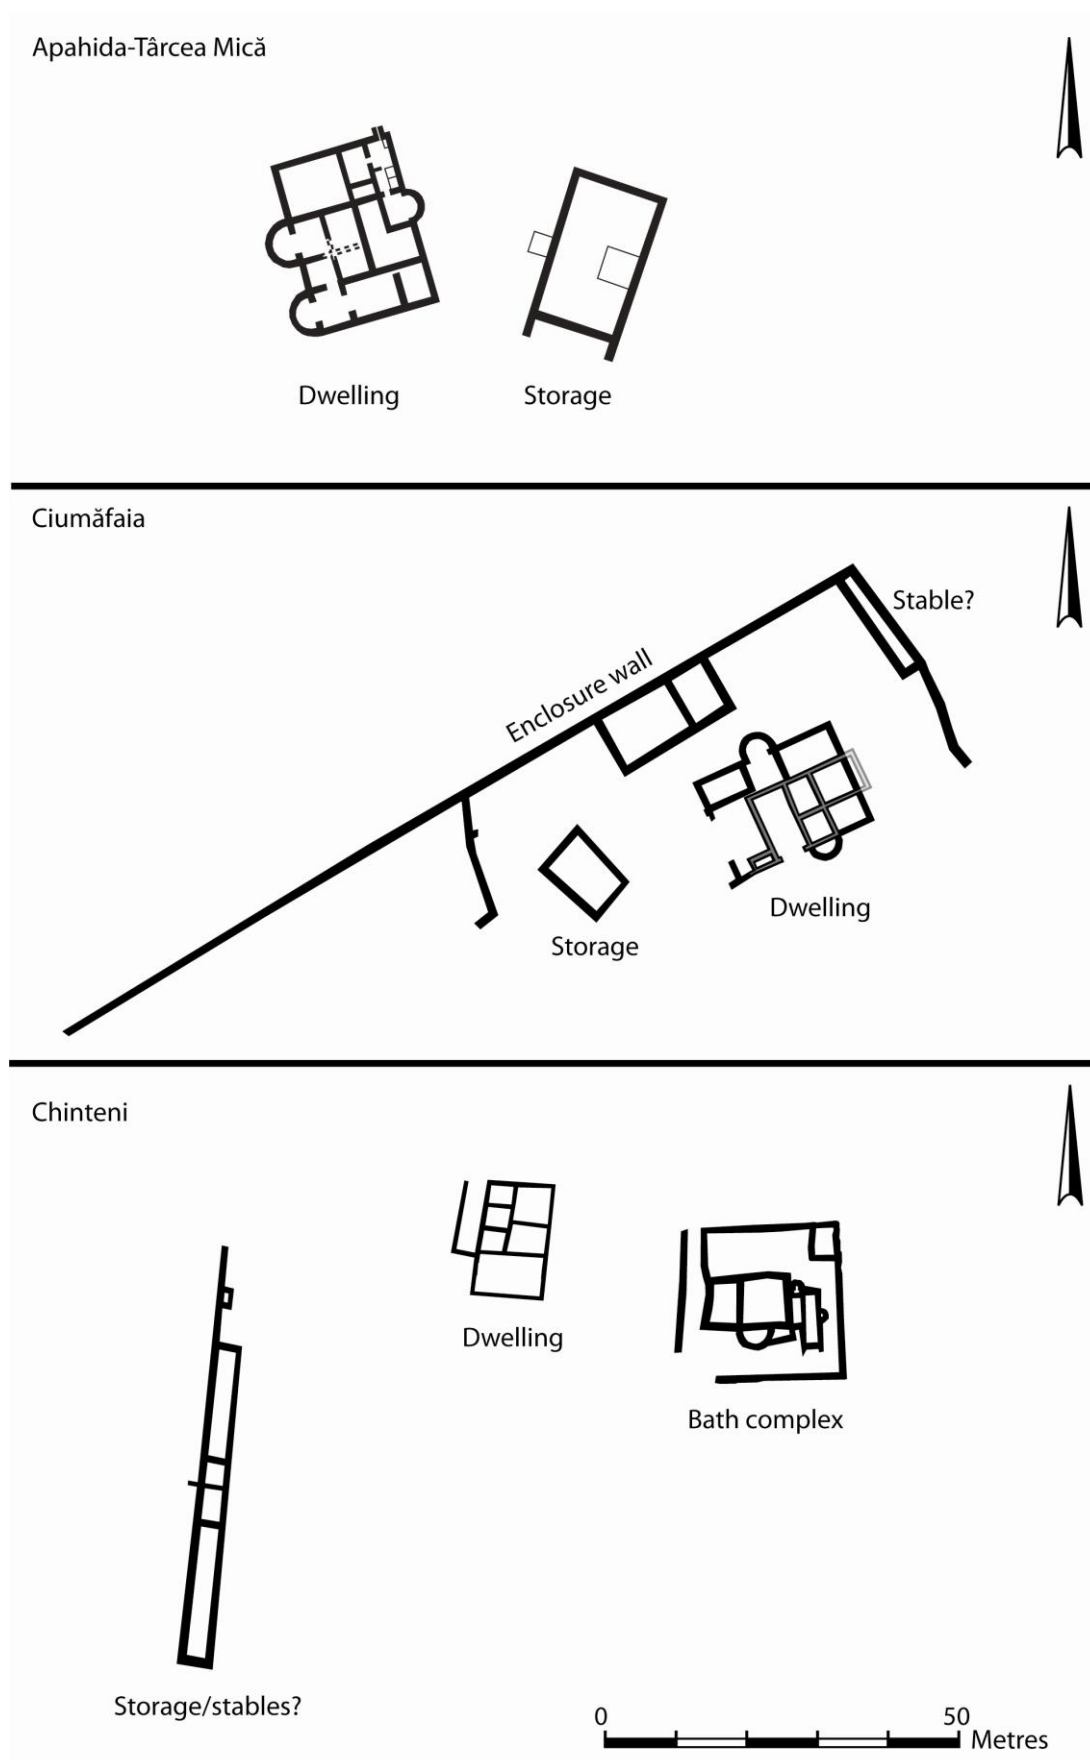 Apahida-Târcea Mică
Dwelling
Storage
Ciumăfaia
Stable?
Enclosure wall
Dwelling
Storage
Chinteni
Dwelling
Bath complex
Storage/stables?
0 50
Metres